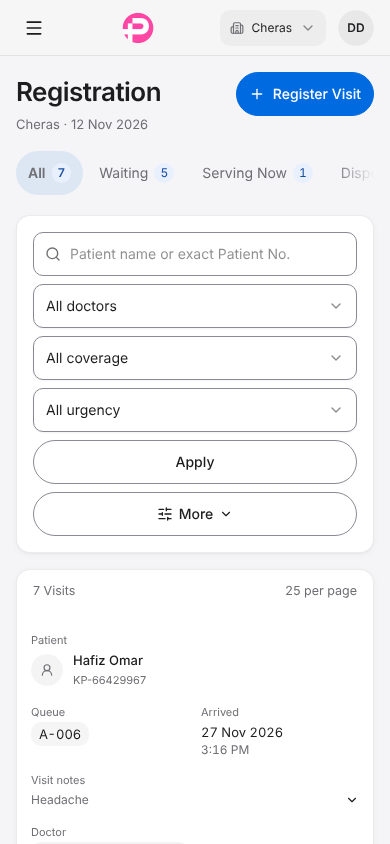 Cheras
DD
Registration
Register Visit
Cheras · 12 Nov 2026
All 7 Waiting 5 Serving Now 1 Disp
Patient name or exact Patient No.
All doctors
All coverage
All urgency
Apply
More
7 Visits 25 per page
Patient
Hafiz Omar
KP-66429967
Queue Arrived
A-006 27 Nov 2026
3:16 PM
Visit notes
Headache
Doctor